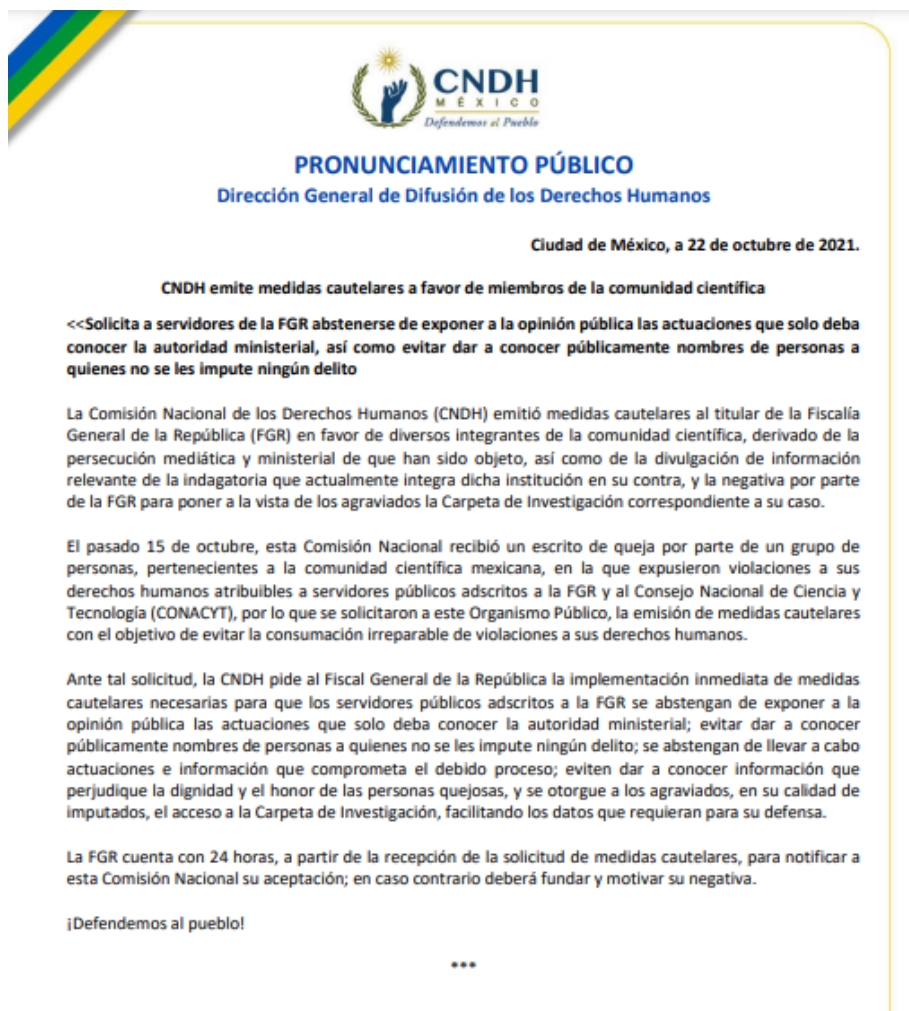 CNDH
MÉXICO
Defendemos al Pueblo
PRONUNCIAMIENTO PÚBLICO
Dirección General de Difusión de los Derechos Humanos
Ciudad de México, a 22 de octubre de 2021.
CNDH emite medidas cautelares a favor de miembros de la comunidad científica
<<Solicita a servidores de la FGR abstenerse de exponer a la opinión pública las actuaciones que solo deba
conocer la autoridad ministerial, así como evitar dar a conocer públicamente nombres de personas a
quienes no se les impute ningún delito
La Comisión Nacional de los Derechos Humanos (CNDH) emitió medidas cautelares al titular de la Fiscalía
General de la República (FGR) en favor de diversos integrantes de la comunidad científica, derivado de la
persecución mediática y ministerial de que han sido objeto, así como de la divulgación de información
relevante de la indagatoria que actualmente integra dicha institución en su contra, y la negativa por parte
de la FGR para poner a la vista de los agraviados la Carpeta de Investigación correspondiente a su caso.
El pasado 15 de octubre, esta Comisión Nacional recibió un escrito de queja por parte de un grupo de
personas, pertenecientes a la comunidad científica mexicana, en la que expusieron violaciones a sus
derechos humanos atribuibles a servidores públicos adscritos a la FGR y al Consejo Nacional de Ciencia y
Tecnología (CONACYT), por lo que se solicitaron a este Organismo Público, la emisión de medidas cautelares
con el objetivo de evitar la consumación irreparable de violaciones a sus derechos humanos.
Ante tal solicitud, la CNDH pide al Fiscal General de la República la implementación inmediata de medidas
cautelares necesarias para que los servidores públicos adscritos a la FGR se abstengan de exponer a la
opinión pública las actuaciones que solo deba conocer la autoridad ministerial; evitar dar a conocer
públicamente nombres de personas a quienes no se les impute ningún delito; se abstengan de llevar a cabo
actuaciones e información que comprometa el debido proceso; eviten dar a conocer información que
perjudique la dignidad y el honor de las personas quejosas, y se otorgue a los agraviados, en su calidad de
imputados, el acceso a la Carpeta de Investigación, facilitando los datos que requieran para su defensa.
La FGR cuenta con 24 horas, a partir de la recepción de la solicitud de medidas cautelares, para notificar a
esta Comisión Nacional su aceptación; en caso contrario deberá fundar y motivar su negativa.
¡Defendemos al pueblo!
***